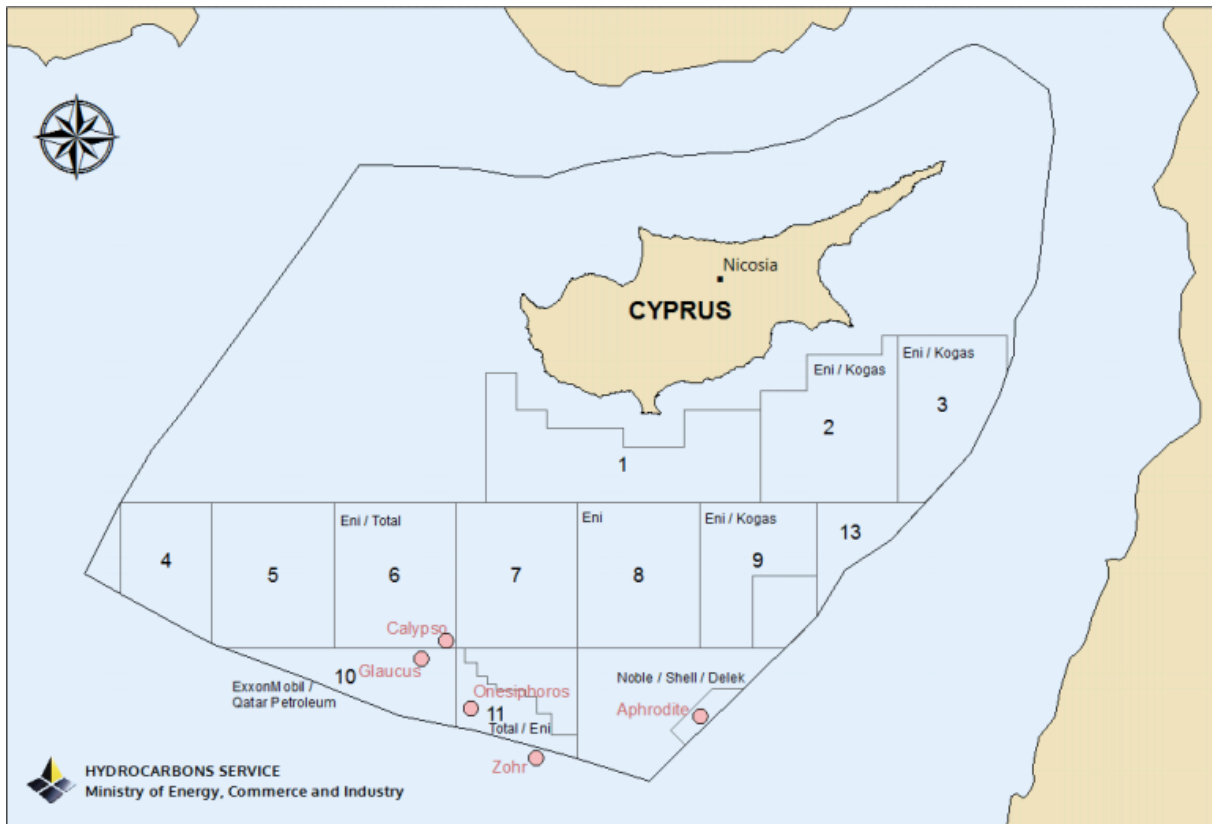 Nicosia
CYPRUS
Eni / Kogas
Eni / Kogas
3
2
1
Eni / Total
Eni
Eni / Kogas
13
4
5
6
7
8
9
Calypso
Glaucus
10
ExxonMobil /
Qatar Petroleum
Onesiphoros
11
Total / Eni
Noble / Shell / Delek
Aphrodite
Zohr
HYDROCARBONS SERVICE
Ministry of Energy, Commerce and Industry